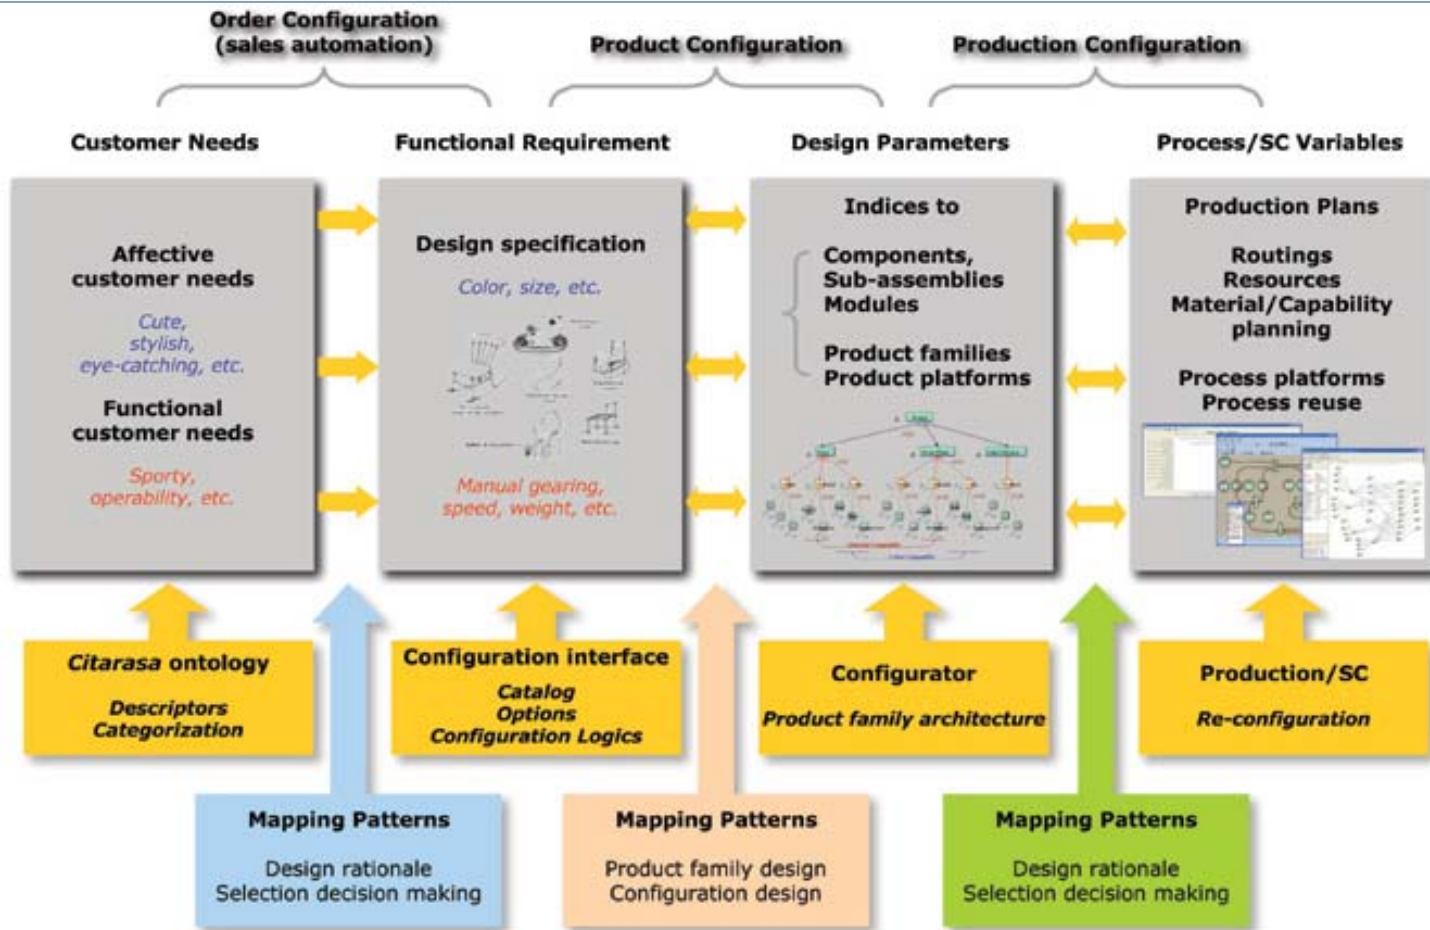 Order Configuration
(sales automation)
Product Configuration
Production Configuration
Customer Needs
Functional Requirement
Design Parameters
Process/SC Variables
Affective
customer needs
Cute,
stylish,
eye-catching, etc.
Functional
customer needs
Sporty,
operability, etc.
Design specification
Color, size, etc.
Manual gearing,
speed, weight, etc.
Indices to
Components,
Sub-assemblies
Modules
Product families
Product platforms
Production Plans
Routings
Resources
Material/Capability
planning
Process platforms
Process reuse
Citarasa ontology
Descriptors
Categorization
Configuration interface
Catalog
Options
Configuration Logics
Configurator
Product family architecture
Production/SC
Re-configuration
Mapping Patterns
Design rationale
Selection decision making
Mapping Patterns
Product family design
Configuration design
Mapping Patterns
Design rationale
Selection decision making